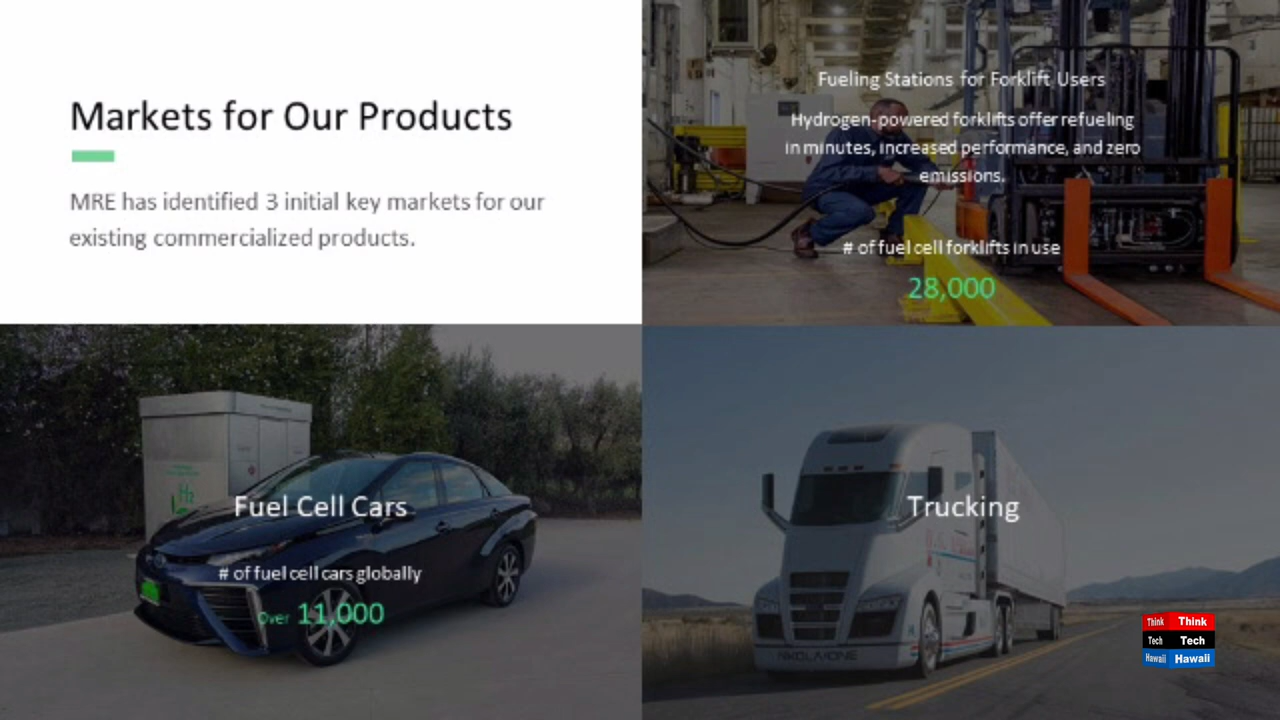 Markets for Our Products
MRE has identified 3 initial key markets for our
existing commercialized products.
Fueling Stations for Forklift Users
Hydrogen-powered forklifts offer refueling
in minutes, increased performance, and zero
emissions.
# of fuel cell forklifts in use
28,000
H2
Fuel Cell Cars
# of fuel cell cars globally
Over 11,000
Trucking
NIKOLA ONE
Think Think
Tech Tech
Hawaii Hawaii